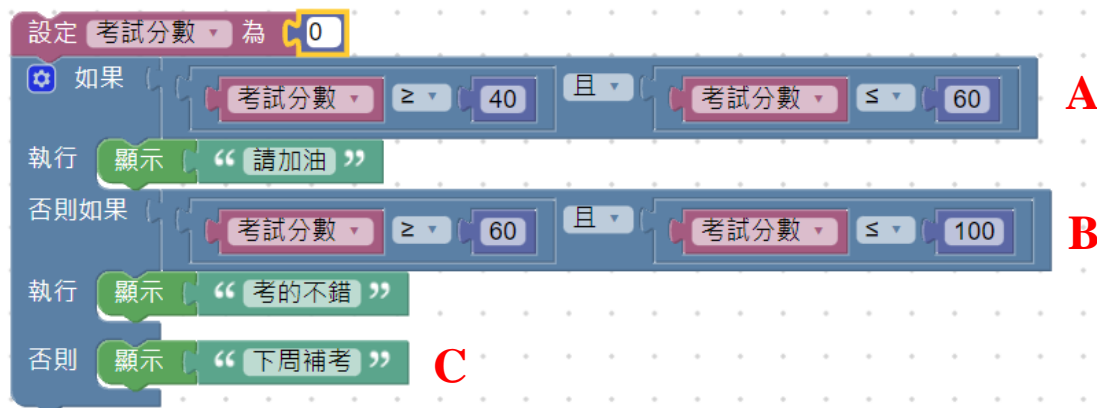 設定 考試分數 為 0
如果 考試分數 ≥ 40 且 考試分數 ≤ 60 A
執行 顯示 “ 請加油 ”
否則如果 考試分數 ≥ 60 且 考試分數 ≤ 100 B
執行 顯示 “ 考的不錯 ”
否則 顯示 “ 下周補考 ” C